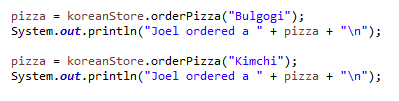 pizza = koreanStore.orderPizza("Bulgogi");
System.out.println("Joel ordered a " + pizza + "\n");
pizza = koreanStore.orderPizza("Kimchi");
System.out.println("Joel ordered a " + pizza + "\n");